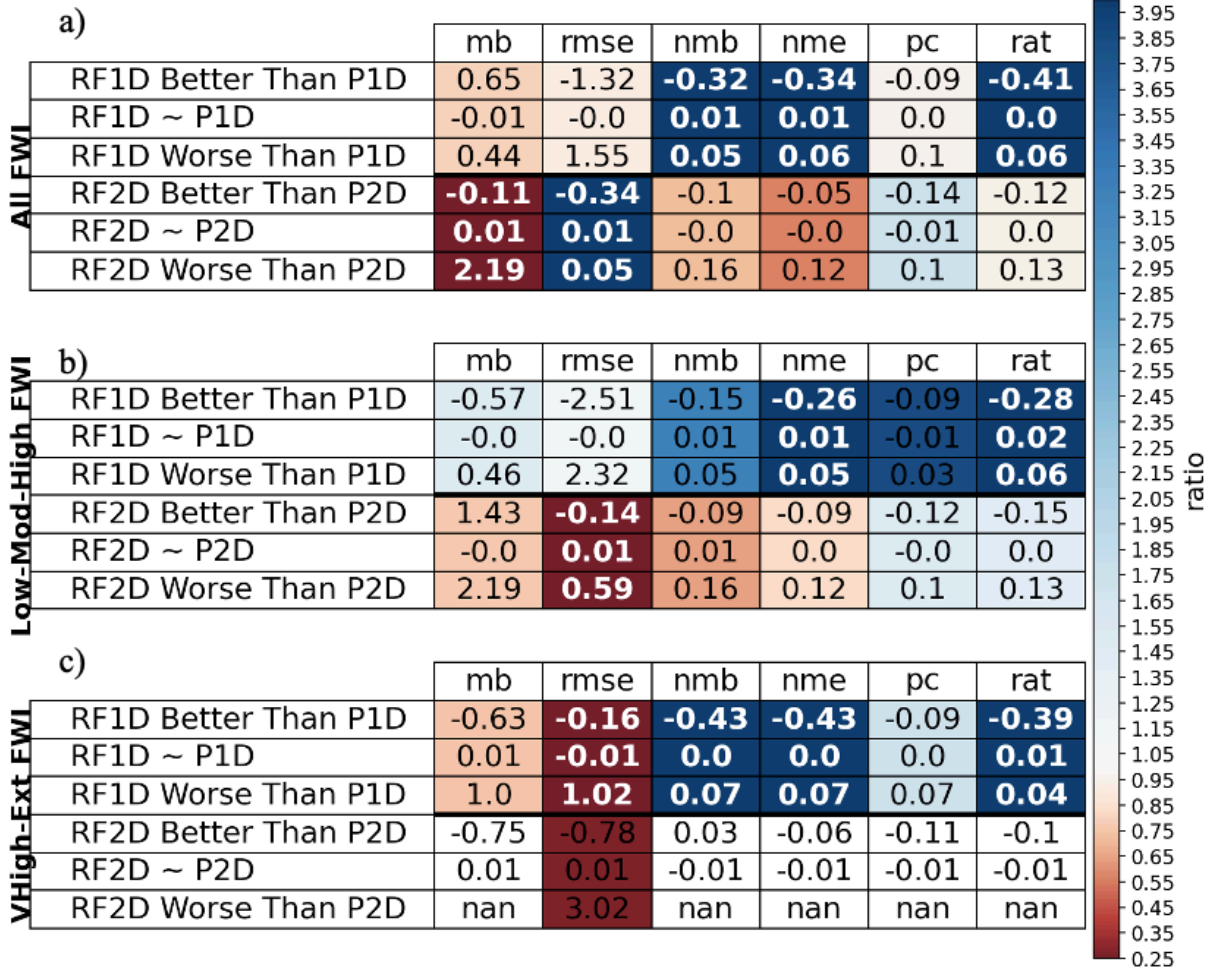 a)
mb rmse nmb nme pc rat
All FWI
RF1D Better Than P1D 0.65 -1.32 -0.32 -0.34 -0.09 -0.41
RF1D ~ P1D -0.01 -0.0 0.01 0.01 0.0 0.0
RF1D Worse Than P1D 0.44 1.55 0.05 0.06 0.1 0.06
RF2D Better Than P2D -0.11 -0.34 -0.1 -0.05 -0.14 -0.12
RF2D ~ P2D 0.01 0.01 -0.0 -0.0 -0.01 0.0
RF2D Worse Than P2D 2.19 0.05 0.16 0.12 0.1 0.13
b)
mb rmse nmb nme pc rat
Low-Mod-High FWI
RF1D Better Than P1D -0.57 -2.51 -0.15 -0.26 -0.09 -0.28
RF1D ~ P1D -0.0 -0.0 0.01 0.01 -0.01 0.02
RF1D Worse Than P1D 0.46 2.32 0.05 0.05 0.03 0.06
RF2D Better Than P2D 1.43 -0.14 -0.09 -0.09 -0.12 -0.15
RF2D ~ P2D -0.0 0.01 0.01 0.0 -0.0 0.0
RF2D Worse Than P2D 2.19 0.59 0.16 0.12 0.1 0.13
c)
mb rmse nmb nme pc rat
VHigh-Ext FWI
RF1D Better Than P1D -0.63 -0.16 -0.43 -0.43 -0.09 -0.39
RF1D ~ P1D 0.01 -0.01 0.0 0.0 0.0 0.01
RF1D Worse Than P1D 1.0 1.02 0.07 0.07 0.07 0.04
RF2D Better Than P2D -0.75 -0.78 0.03 -0.06 -0.11 -0.1
RF2D ~ P2D 0.01 0.01 -0.01 -0.01 -0.01 -0.01
RF2D Worse Than P2D nan 3.02 nan nan nan nan
3.95
3.85
3.75
3.65
3.55
3.45
3.35
3.25
3.15
3.05
2.95
2.85
2.75
2.65
2.55
2.45
2.35
2.25
2.15
2.05
1.95
1.85
1.75
1.65
1.55
1.45
1.35
1.25
1.15
1.05
0.95
0.85
0.75
0.65
0.55
0.45
0.35
0.25
ratio